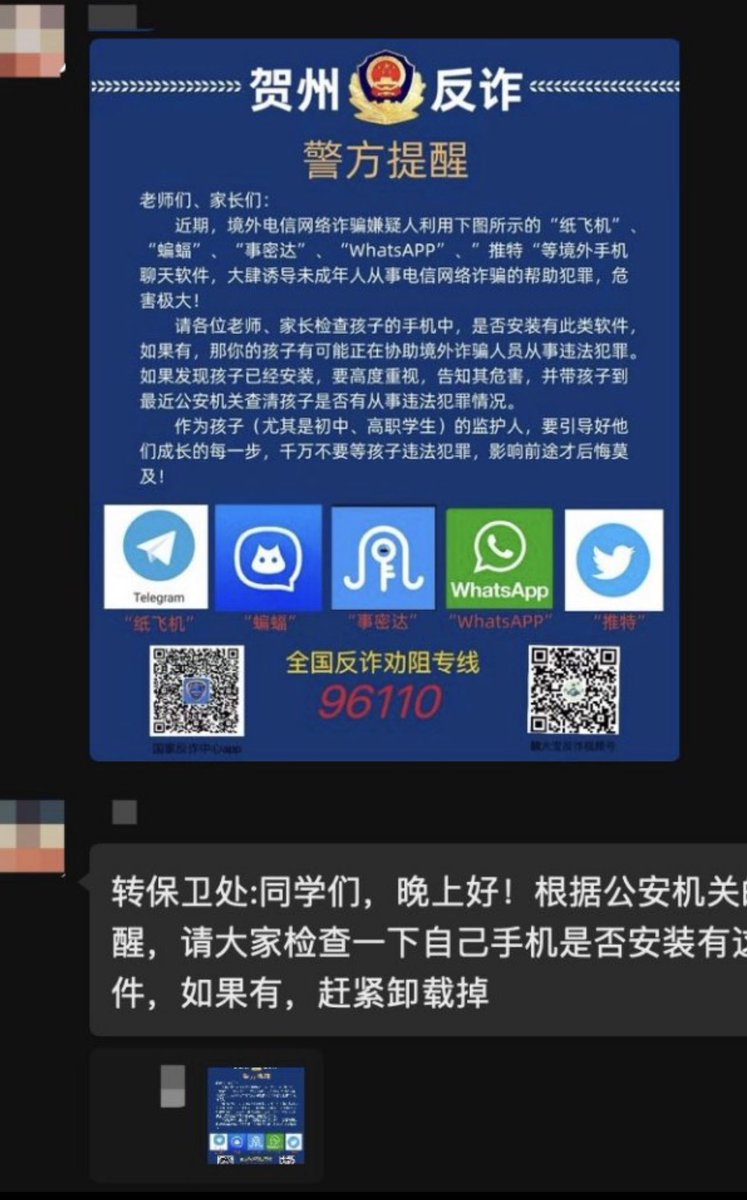 贺州 反诈
警方提醒
老师们、家长们：
近期，境外电信网络诈骗嫌疑人利用下图所示的“纸飞机”、
“蝙蝠”、“事密达”、“WhatsAPP”、”推特“等境外手机
聊天软件，大肆诱导未成年人从事电信网络诈骗的帮助犯罪，危
害极大！
请各位老师、家长检查孩子的手机中，是否安装有此类软件，
如果有，那你的孩子有可能正在协助境外诈骗人员从事违法犯罪。
如果发现孩子已经安装，要高度重视，告知其危害，并带孩子到
最近公安机关查清孩子是否有从事违法犯罪情况。
作为孩子（尤其是初中、高职学生）的监护人，要引导好他
们成长的每一步，千万不要等孩子违法犯罪，影响前途才后悔莫
及！
Telegram
WhatsApp
“纸飞机” “蝙蝠” “事密达” “WhatsAPP” “推特”
全国反诈劝阻专线
96110
国家反诈中心app
转保卫处:同学们，晚上好！根据公安机关
醒，请大家检查一下自己手机是否安装有
件，如果有，赶紧卸载掉